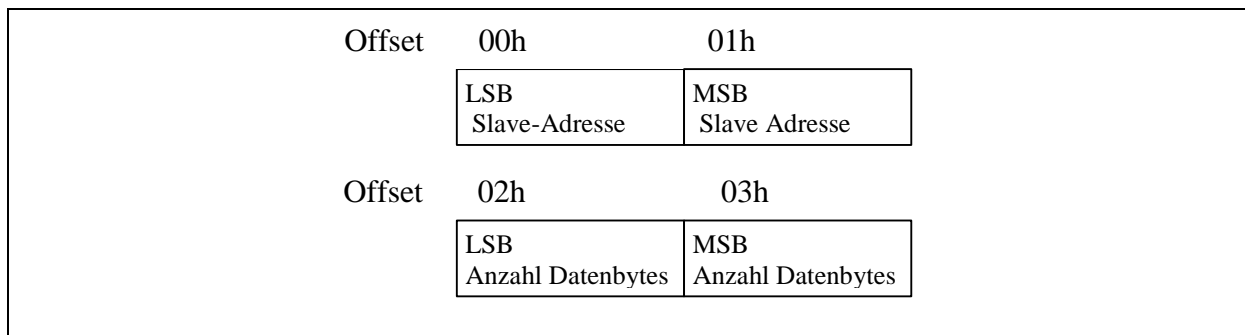 Offset 00h 01h
LSB MSB
Slave-Adresse Slave Adresse
Offset 02h 03h
LSB MSB
Anzahl Datenbytes Anzahl Datenbytes